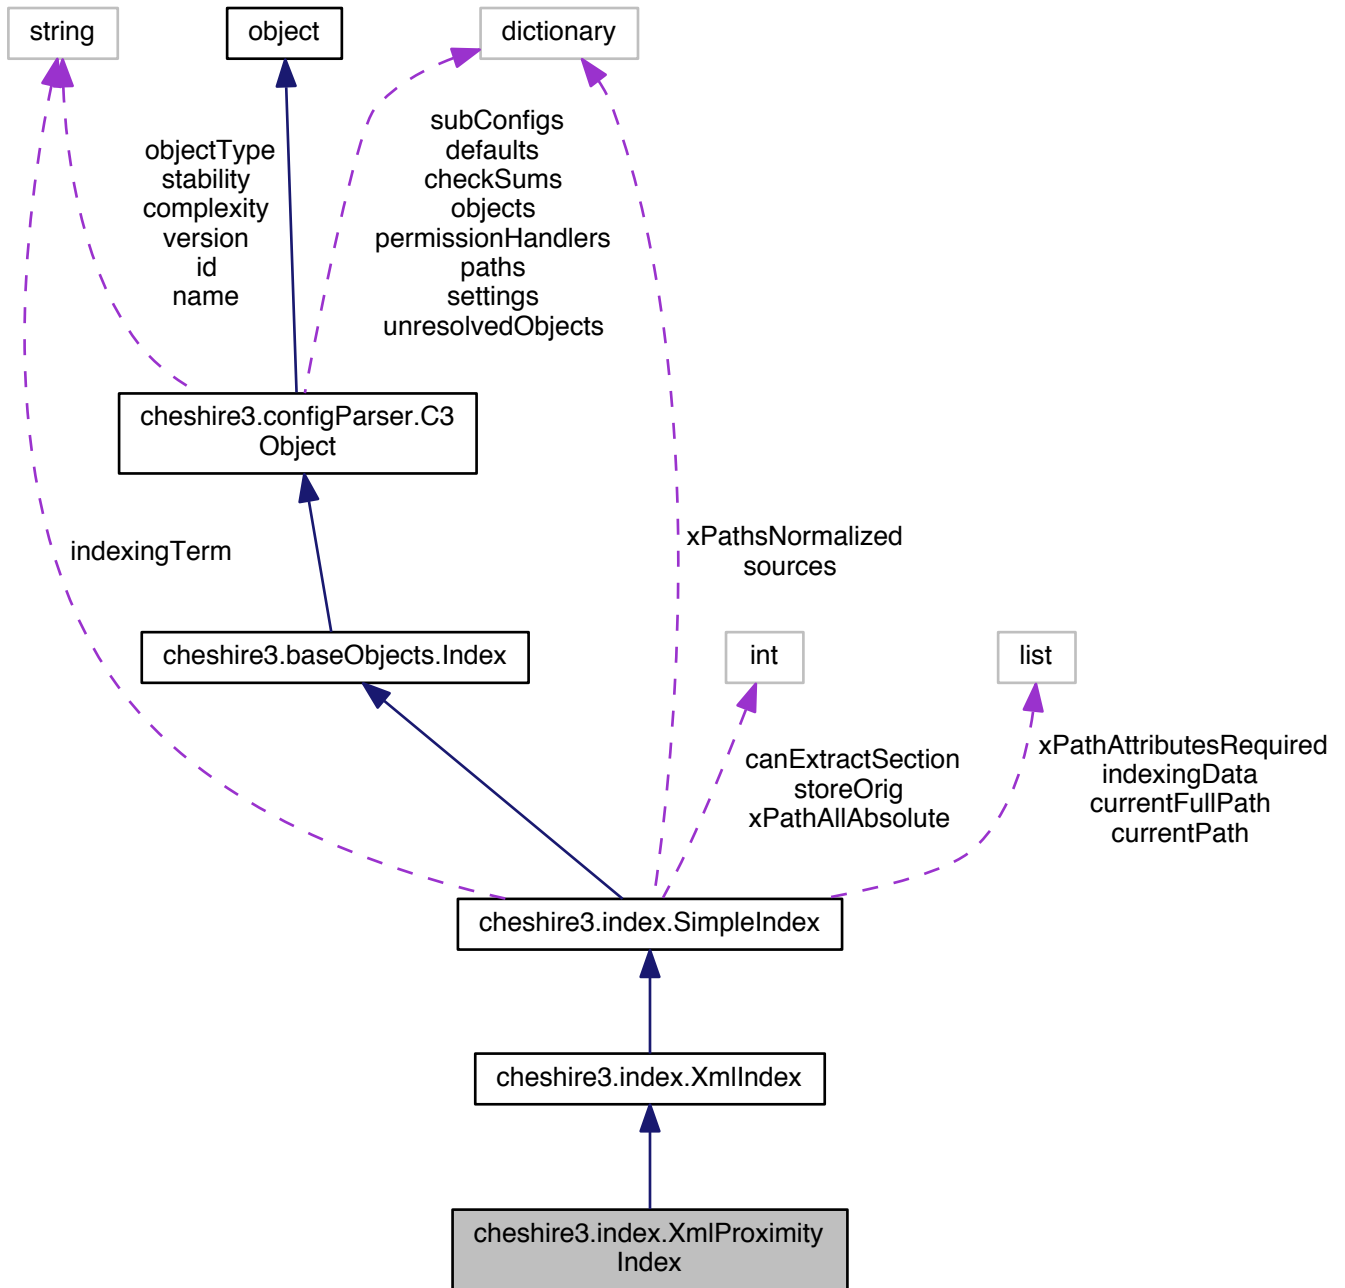 string
object
dictionary
objectType
stability
complexity
version
id
name
subConfigs
defaults
checkSums
objects
permissionHandlers
paths
settings
unresolvedObjects
cheshire3.configParser.C3
Object
indexingTerm
xPathsNormalized
sources
cheshire3.baseObjects.Index
int
list
canExtractSection
storeOrig
xPathAllAbsolute
xPathAttributesRequired
indexingData
currentFullPath
currentPath
cheshire3.index.SimpleIndex
cheshire3.index.XmlIndex
cheshire3.index.XmlProximity
Index